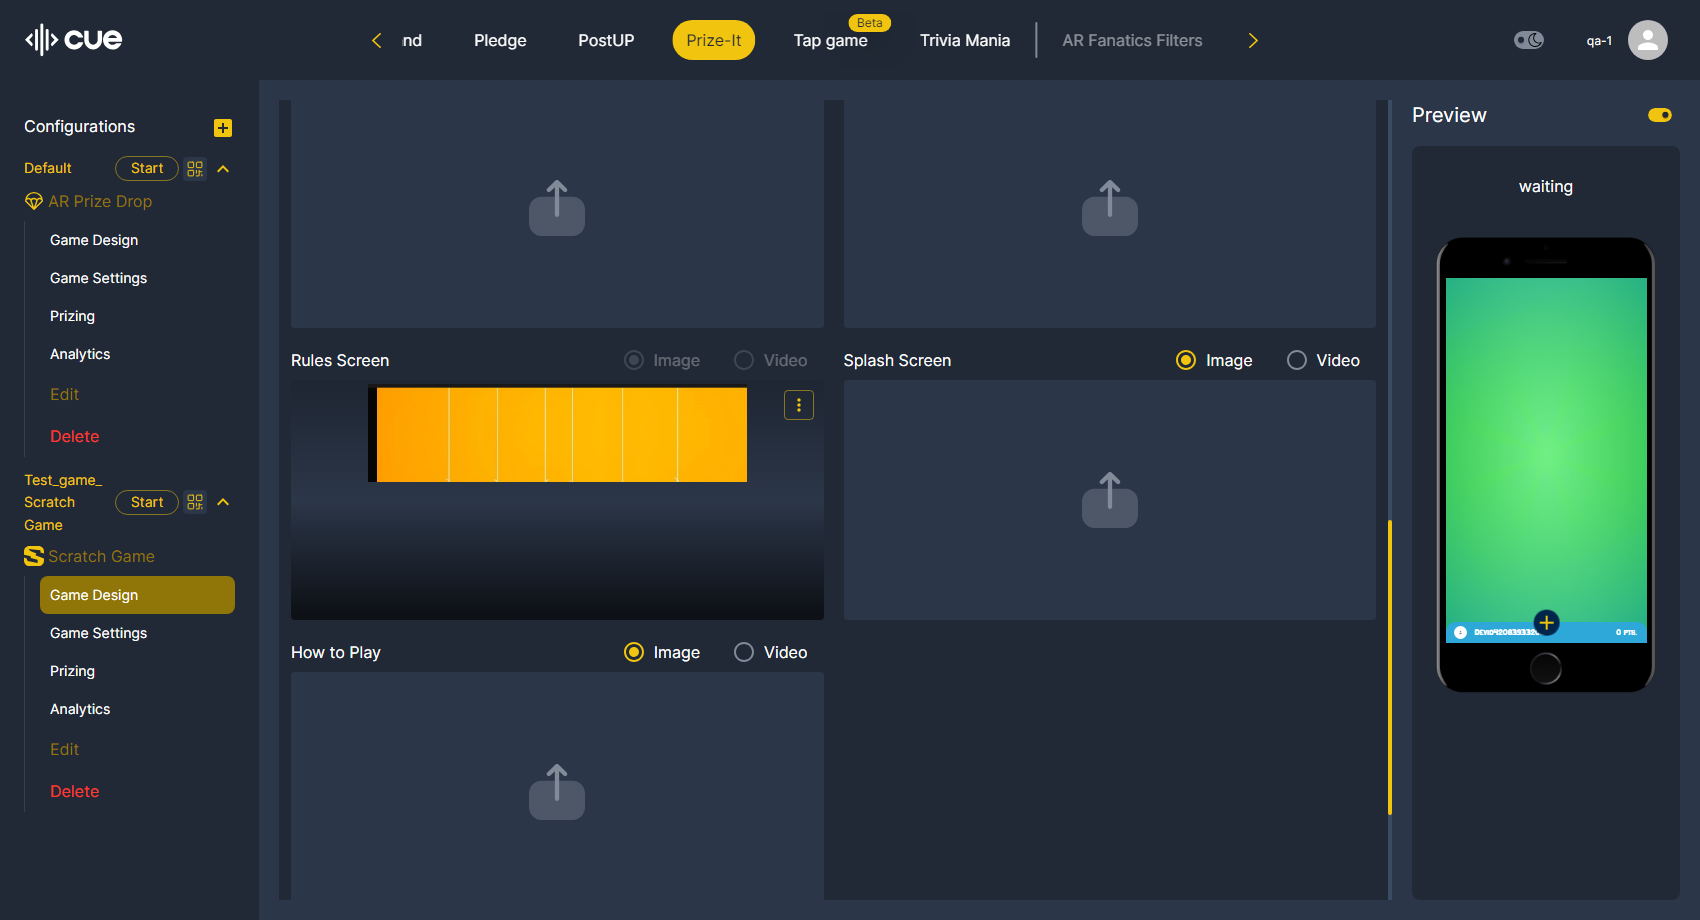 cue
nd
Pledge
PostUP
Prize-It
Beta
Tap game
Trivia Mania
AR Fanatics Filters
qa-1
Configurations
Default
Start
AR Prize Drop
Game Design
Game Settings
Prizing
Analytics
Edit
Delete
Test_game_
Scratch
Game
Start
Scratch Game
Game Design
Game Settings
Prizing
Analytics
Edit
Delete
Rules Screen
Image
Video
Splash Screen
Image
Video
How to Play
Image
Video
Preview
waiting
0 PTS.